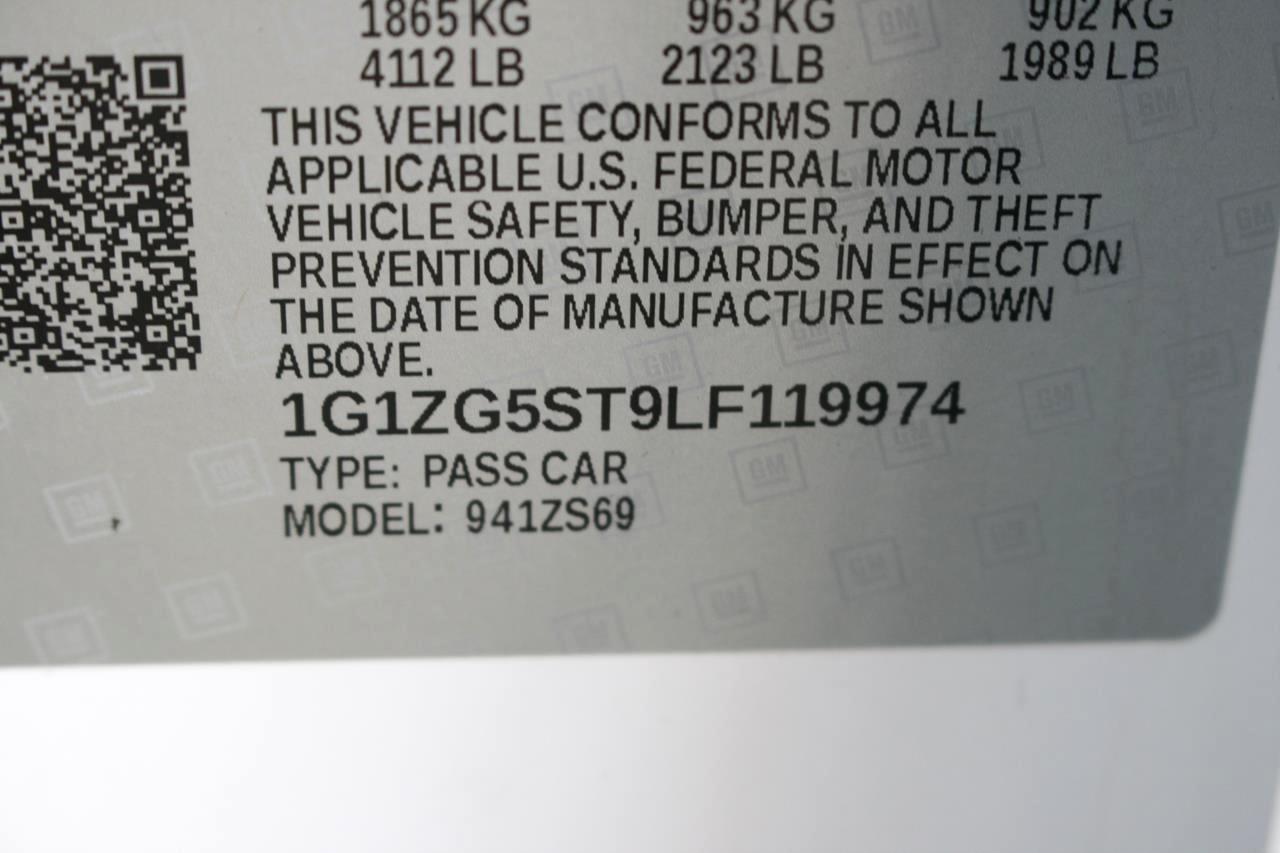 1865 KG 963 KG 902 KG
4112 LB 2123 LB 1989 LB
THIS VEHICLE CONFORMS TO ALL
APPLICABLE U.S. FEDERAL MOTOR
VEHICLE SAFETY, BUMPER, AND THEFT
PREVENTION STANDARDS IN EFFECT ON
THE DATE OF MANUFACTURE SHOWN
ABOVE.
1G1ZG5ST9LF119974
TYPE: PASS CAR
MODEL: 941ZS69